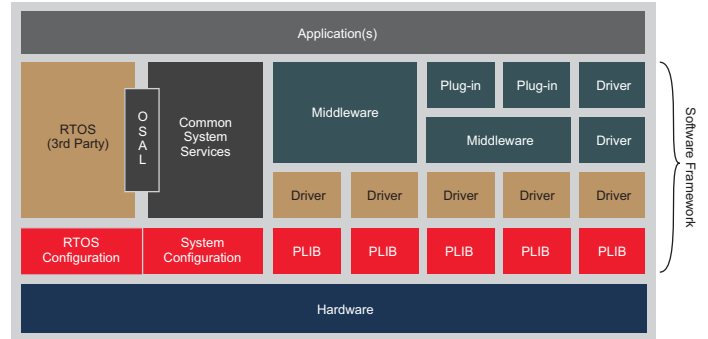 Application(s)
RTOS
(3rd Party)
O
S
A
L
Common
System
Services
Middleware
Plug-in
Plug-in
Driver
Middleware
Driver
Driver
Driver
Driver
Driver
Driver
RTOS
Configuration
System
Configuration
PLIB
PLIB
PLIB
PLIB
PLIB
Hardware
Software Framework